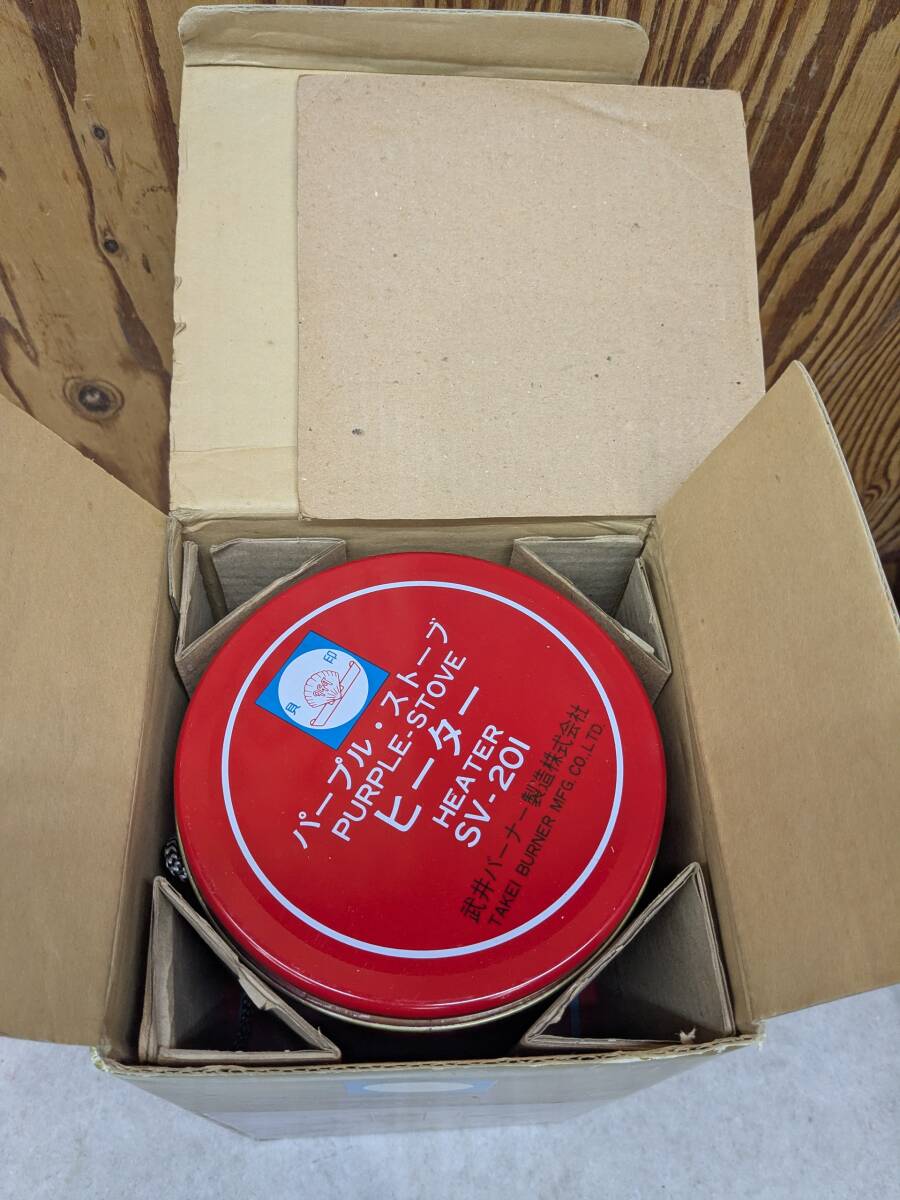 貝印
パープル・ストーブ
PURPLE-STOVE
ヒーター
HEATER
SV-201
武井バーナー製造株式会社
TAKEI BURNER MFG. CO., LTD.